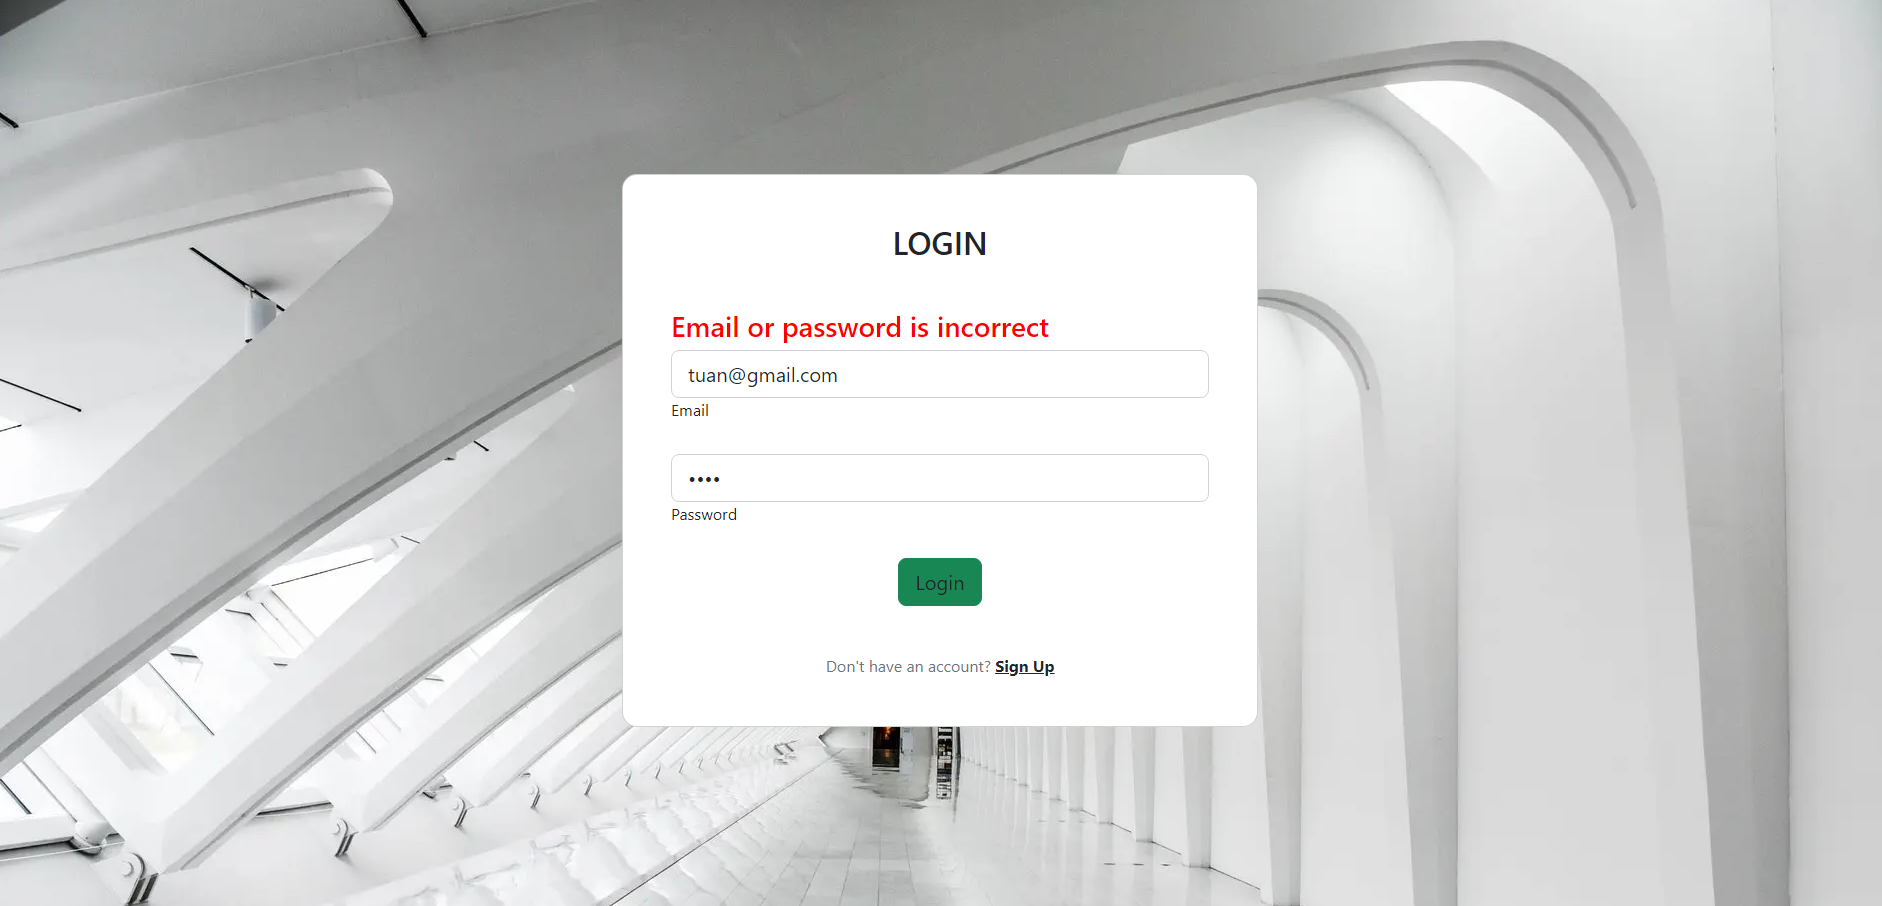 LOGIN
Email or password is incorrect
tuan@gmail.com
Email
••••
Password
Login
Don't have an account? Sign Up